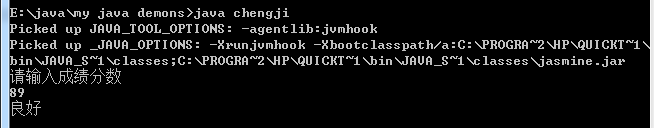 E:\java\my java demons>java chengji
Picked up JAVA_TOOL_OPTIONS: -agentlib:jvmhook
Picked up _JAVA_OPTIONS: -Xrunjvmhook -Xbootclasspath/a:C:\PROGRA~2\HP\QUICKT~1\
bin\JAVA_S~1\classes;C:\PROGRA~2\HP\QUICKT~1\bin\JAVA_S~1\classes\jasmine.jar
请输入成绩分数
89
良好